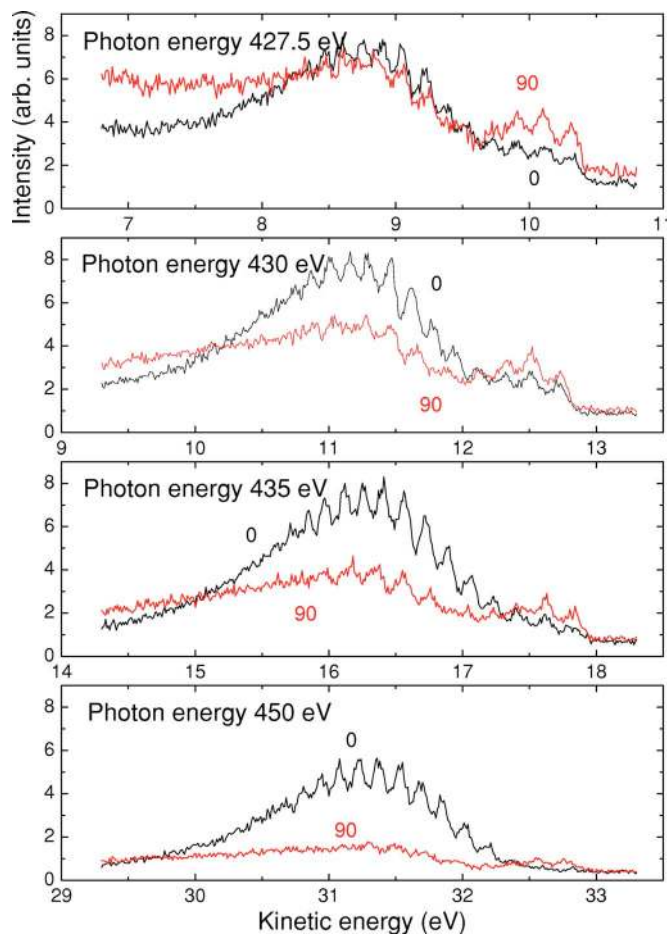 Intensity (arb. units)
Photon energy 427.5 eV
8
6
4
2
0
90
0
7 8 9 10 11
Photon energy 430 eV
8
6
4
2
0
0
90
9 10 11 12 13
Photon energy 435 eV
8
6
4
2
0
0
90
14 15 16 17 18
Photon energy 450 eV
8
6
4
2
0
0
90
29 30 31 32 33
Kinetic energy (eV)